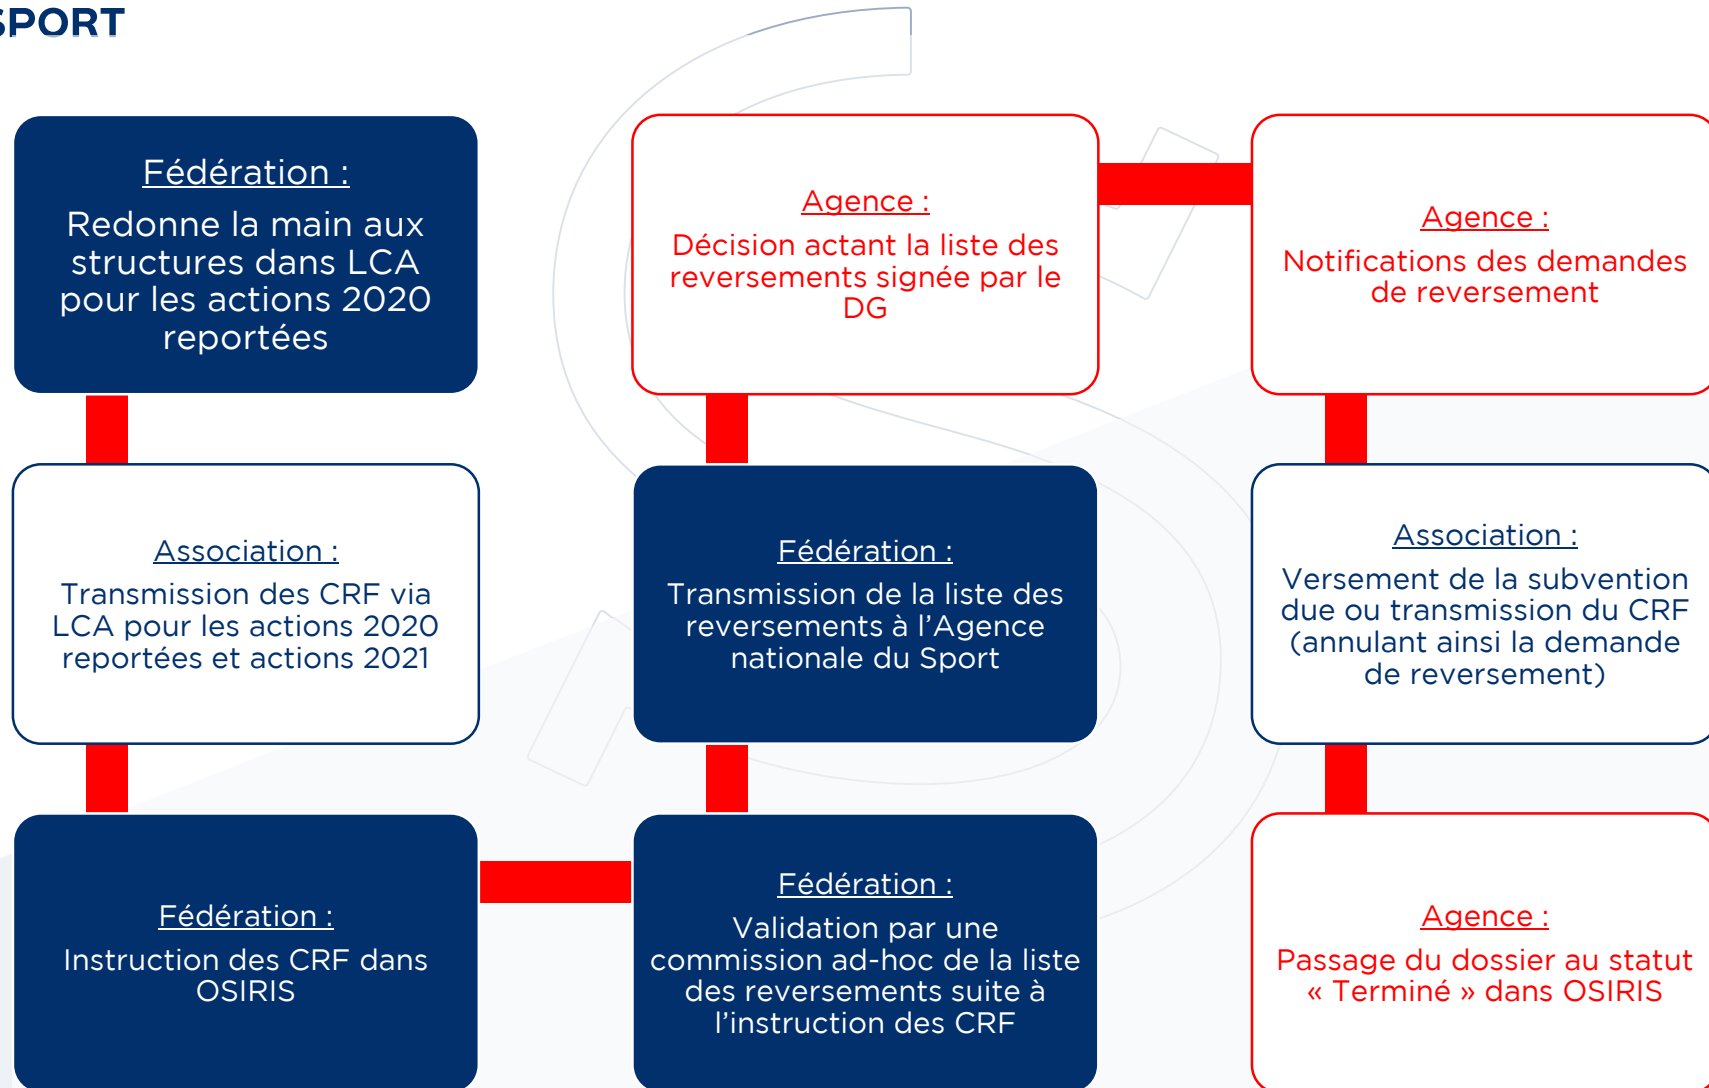 SPORT
Fédération :
Redonne la main aux
structures dans LCA
pour les actions 2020
reportées
Association :
Transmission des CRF via
LCA pour les actions 2020
reportées et actions 2021
Fédération :
Instruction des CRF dans
OSIRIS
Fédération :
Validation par une
commission ad-hoc de la liste
des reversements suite à
l’instruction des CRF
Fédération :
Transmission de la liste des
reversements à l’Agence
nationale du Sport
Agence :
Décision actant la liste des
reversements signée par le
DG
Agence :
Notifications des demandes
de reversement
Association :
Versement de la subvention
due ou transmission du CRF
(annulant ainsi la demande
de reversement)
Agence :
Passage du dossier au statut
« Terminé » dans OSIRIS